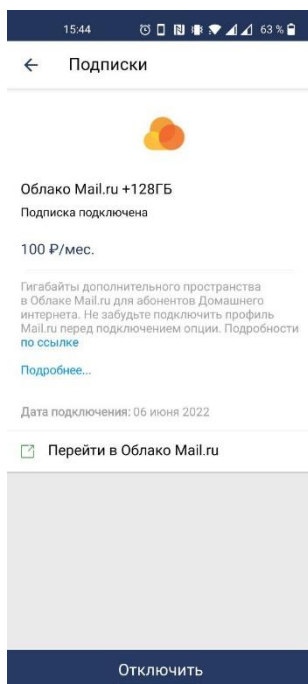 15:44 63 %
Подписки
Облако Mail.ru +128ГБ
Подписка подключена
100 ₽/мес.
Гигабайты дополнительного пространства
в Облаке Mail.ru для абонентов Домашнего
интернета. Не забудьте подключить профиль
Mail.ru перед подключением опции. Подробности
по ссылке
Подробнее...
Дата подключения: 06 июня 2022
Перейти в Облако Mail.ru
Отключить